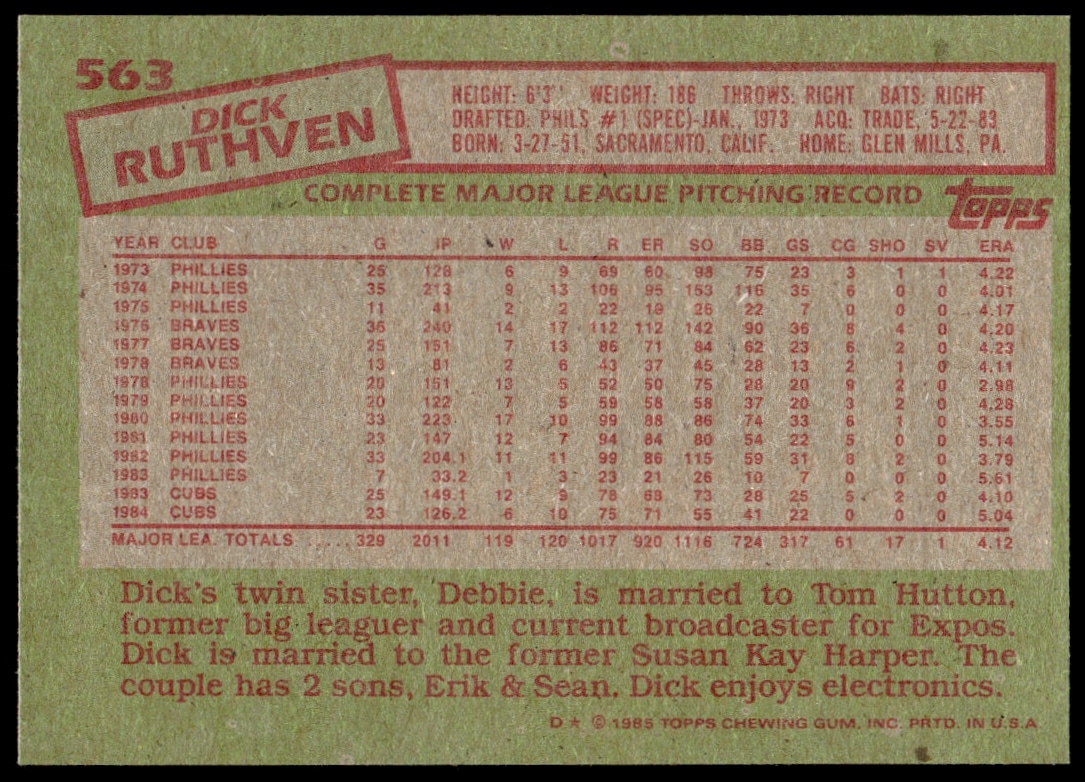 563
DICK
RUTHVEN
HEIGHT: 6'3" WEIGHT: 186 THROWS: RIGHT BATS: RIGHT
DRAFTED: PHILS #1 (SPEC)-JAN., 1973 ACQ: TRADE, 5-22-83
BORN: 3-27-51, SACRAMENTO, CALIF. HOME: GLEN MILLS, PA.
COMPLETE MAJOR LEAGUE PITCHING RECORD
topps
YEAR CLUB G IP W L R ER SO BB GS CG SHO SV ERA
1973 PHILLIES 25 128 6 9 69 60 98 75 23 3 1 1 4.22
1974 PHILLIES 35 213 9 13 106 95 153 116 35 6 0 0 4.01
1975 PHILLIES 11 41 2 2 22 19 26 22 7 0 0 0 4.17
1976 BRAVES 36 240 14 17 112 112 142 90 36 8 4 0 4.20
1977 BRAVES 25 151 7 13 86 71 84 62 23 6 2 0 4.23
1978 BRAVES 13 81 2 6 43 37 45 28 13 2 1 0 4.11
1978 PHILLIES 20 151 13 5 52 50 75 28 20 9 2 0 2.98
1979 PHILLIES 20 122 7 5 59 58 58 37 20 3 2 0 4.28
1980 PHILLIES 33 223 17 10 99 88 86 74 33 6 1 0 3.55
1981 PHILLIES 23 147 12 7 94 84 80 54 22 5 0 0 5.14
1982 PHILLIES 33 204.1 11 11 99 86 115 59 31 8 2 0 3.79
1983 PHILLIES 7 33.2 1 3 23 21 26 10 7 0 0 0 5.61
1983 CUBS 25 149.1 12 9 78 68 73 28 25 5 2 0 4.10
1984 CUBS 23 126.2 6 10 75 71 55 41 22 0 0 0 5.04
MAJOR LEA. TOTALS ..... 329 2011 119 120 1017 920 1116 724 317 61 17 1 4.12
Dick's twin sister, Debbie, is married to Tom Hutton,
former big leaguer and current broadcaster for Expos.
Dick is married to the former Susan Kay Harper. The
couple has 2 sons, Erik & Sean. Dick enjoys electronics.
D ★ © 1985 TOPPS CHEWING GUM, INC. PRTD. IN U.S.A.